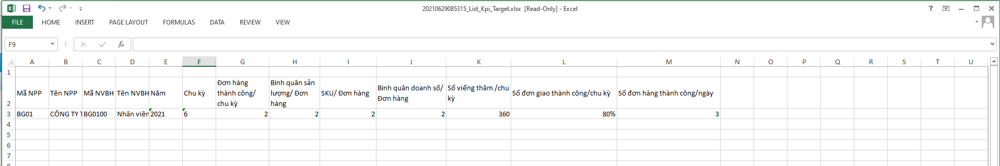 20210629085315_List_Kpi_Target.xlsx [Read-Only] - Excel
?
FILE HOME INSERT PAGE LAYOUT FORMULAS DATA REVIEW VIEW
F9 fx
A B C D E F G H I J K L M N O P Q R S T U
1
2 Mã NPP Tên NPP Mã NVBH Tên NVBH Năm Chu kỳ
Đơn hàng
thành công/
chu kỳ
Bình quân sản
lượng/ Đơn
hàng
SKU/ Đơn hàng
Bình quân doanh số/
Đơn hàng
Số viếng thăm /chu
kỳ
Số đơn giao thành công/chu kỳ
Số đơn hàng thành công/ngày
3 BG01 CÔNG TY T BG0100 Nhân viên 2021 6 2 2 2 2 360 80% 3
4
5
6
7
8